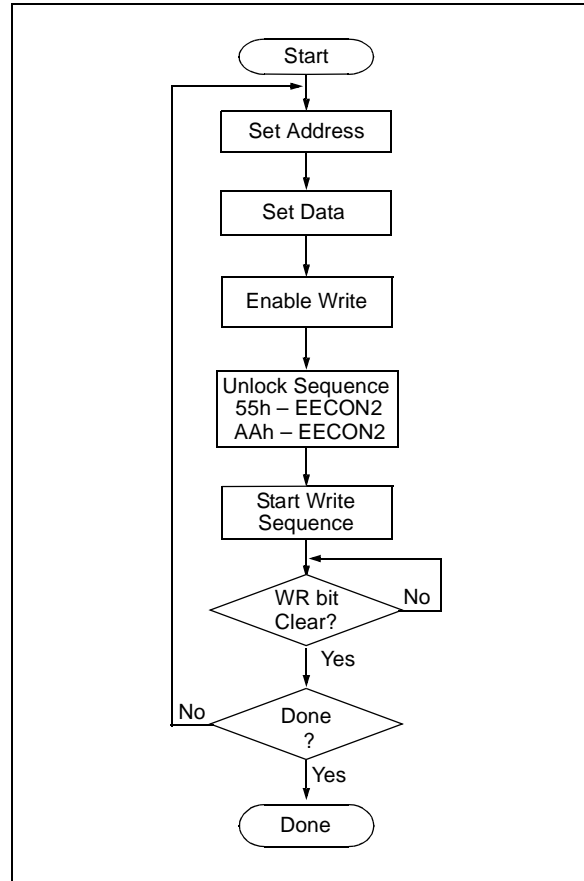 Start
Set Address
Set Data
Enable Write
Unlock Sequence
55h – EECON2
AAh – EECON2
Start Write
Sequence
WR bit
Clear?
No
Yes
No
Done
?
Yes
Done